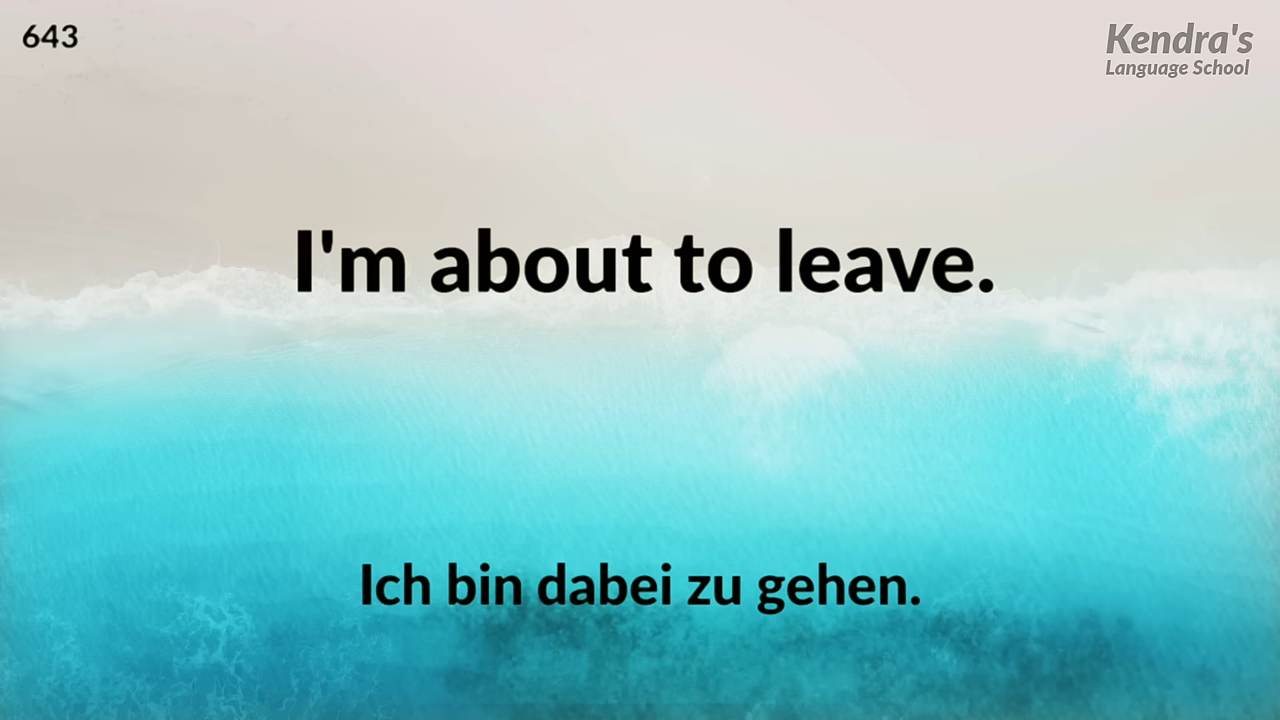 643
Kendra's
Language School
I'm about to leave.
Ich bin dabei zu gehen.